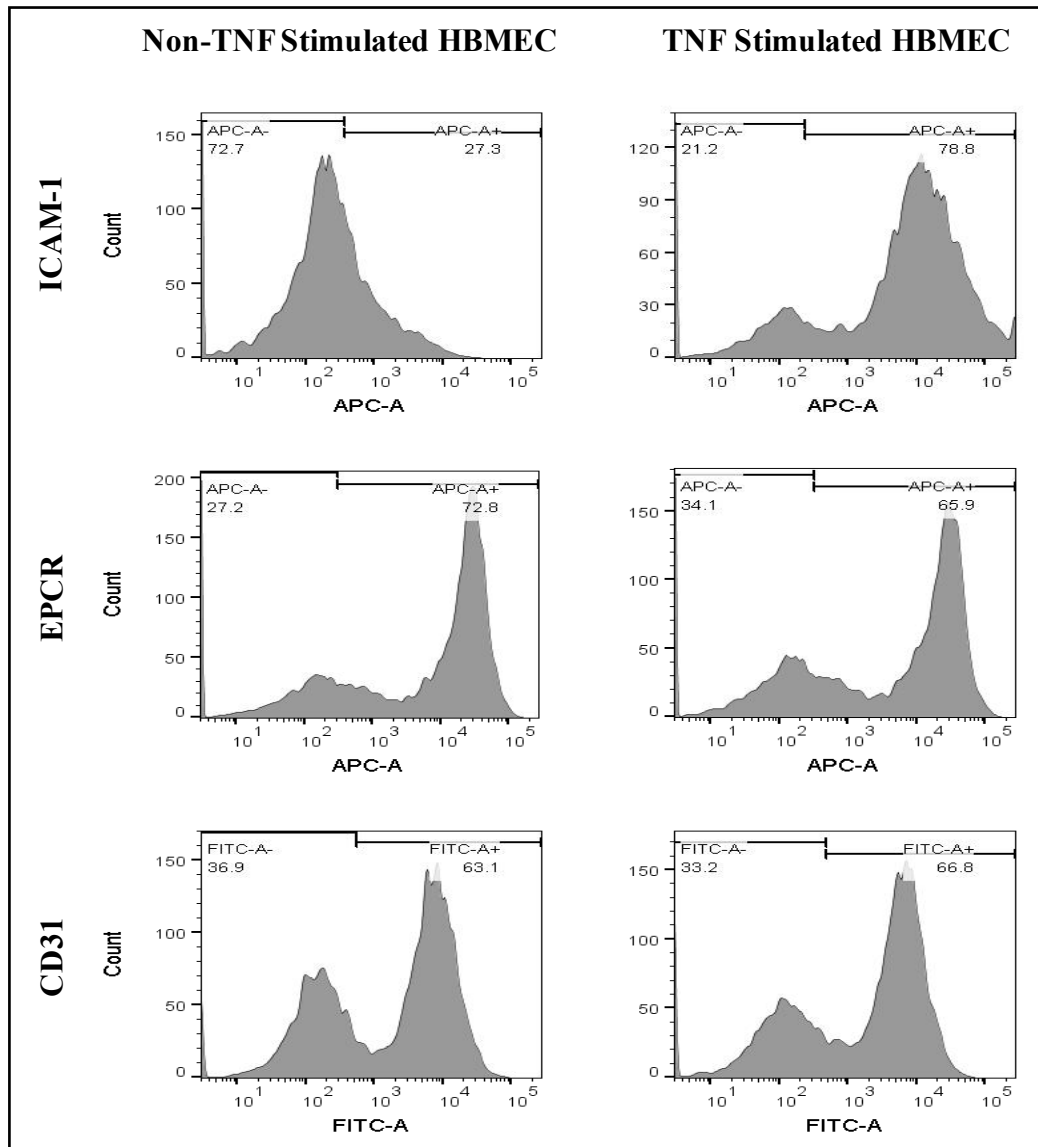 Non-TNF Stimulated HBMEC TNF Stimulated HBMEC
ICAM-1
Count
150
100
50
0
APC-A- APC-A+
72.7 27.3
10^1 10^2 10^3 10^4 10^5
APC-A
120
90
60
30
0
APC-A- APC-A+
21.2 78.8
10^1 10^2 10^3 10^4 10^5
APC-A
EPCR
Count
200
150
100
50
0
APC-A- APC-A+
27.2 72.8
10^1 10^2 10^3 10^4 10^5
APC-A
150
100
50
0
APC-A- APC-A+
34.1 65.9
10^1 10^2 10^3 10^4 10^5
APC-A
CD31
Count
150
100
50
0
FITC-A- FITC-A+
36.9 63.1
10^1 10^2 10^3 10^4 10^5
FITC-A
150
100
50
0
FITC-A- FITC-A+
33.2 66.8
10^1 10^2 10^3 10^4 10^5
FITC-A